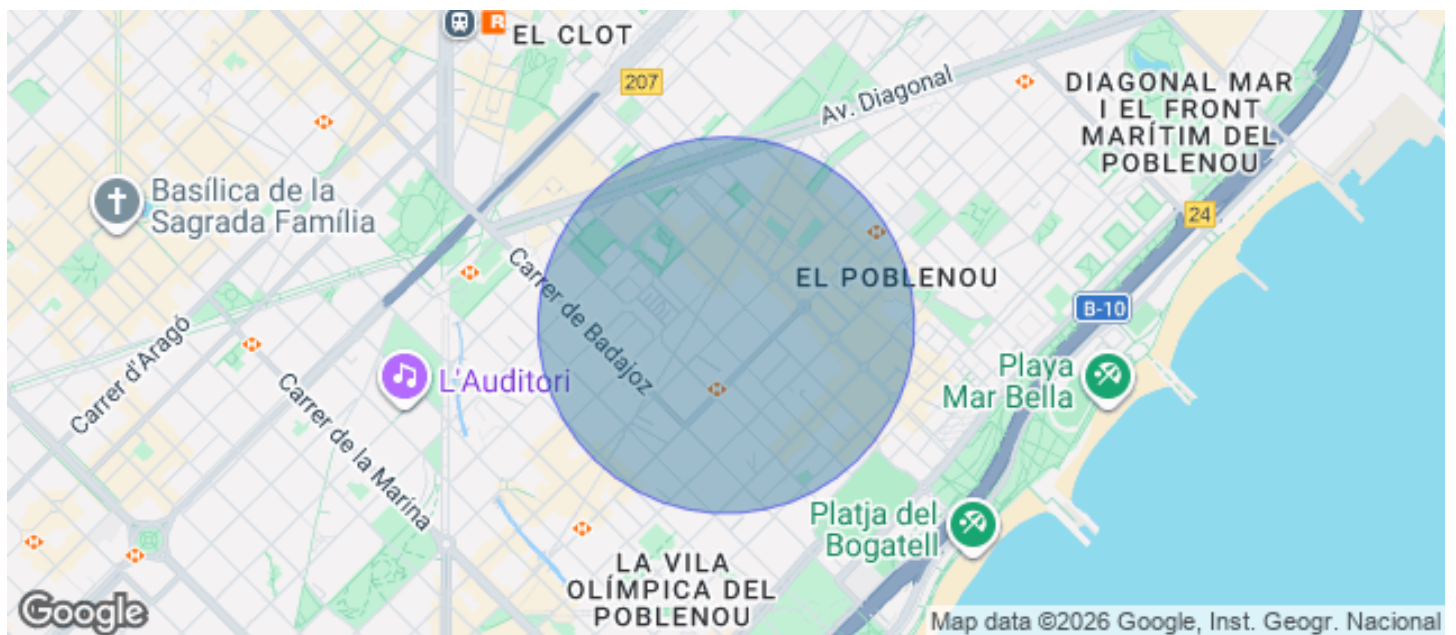 R
EL CLOT
207
Av. Diagonal
DIAGONAL MAR
I EL FRONT
MARÍTIM DEL
POBLENOU
Basílica de la
Sagrada Família
24
Carrer de Badajoz
EL POBLENOU
B-10
Carrer d'Aragó
L'Auditori
Playa
Mar Bella
Carrer de la Marina
Platja del
Bogatell
LA VILA
OLÍMPICA DEL
POBLENOU
Google
Map data ©2026 Google, Inst. Geogr. Nacional